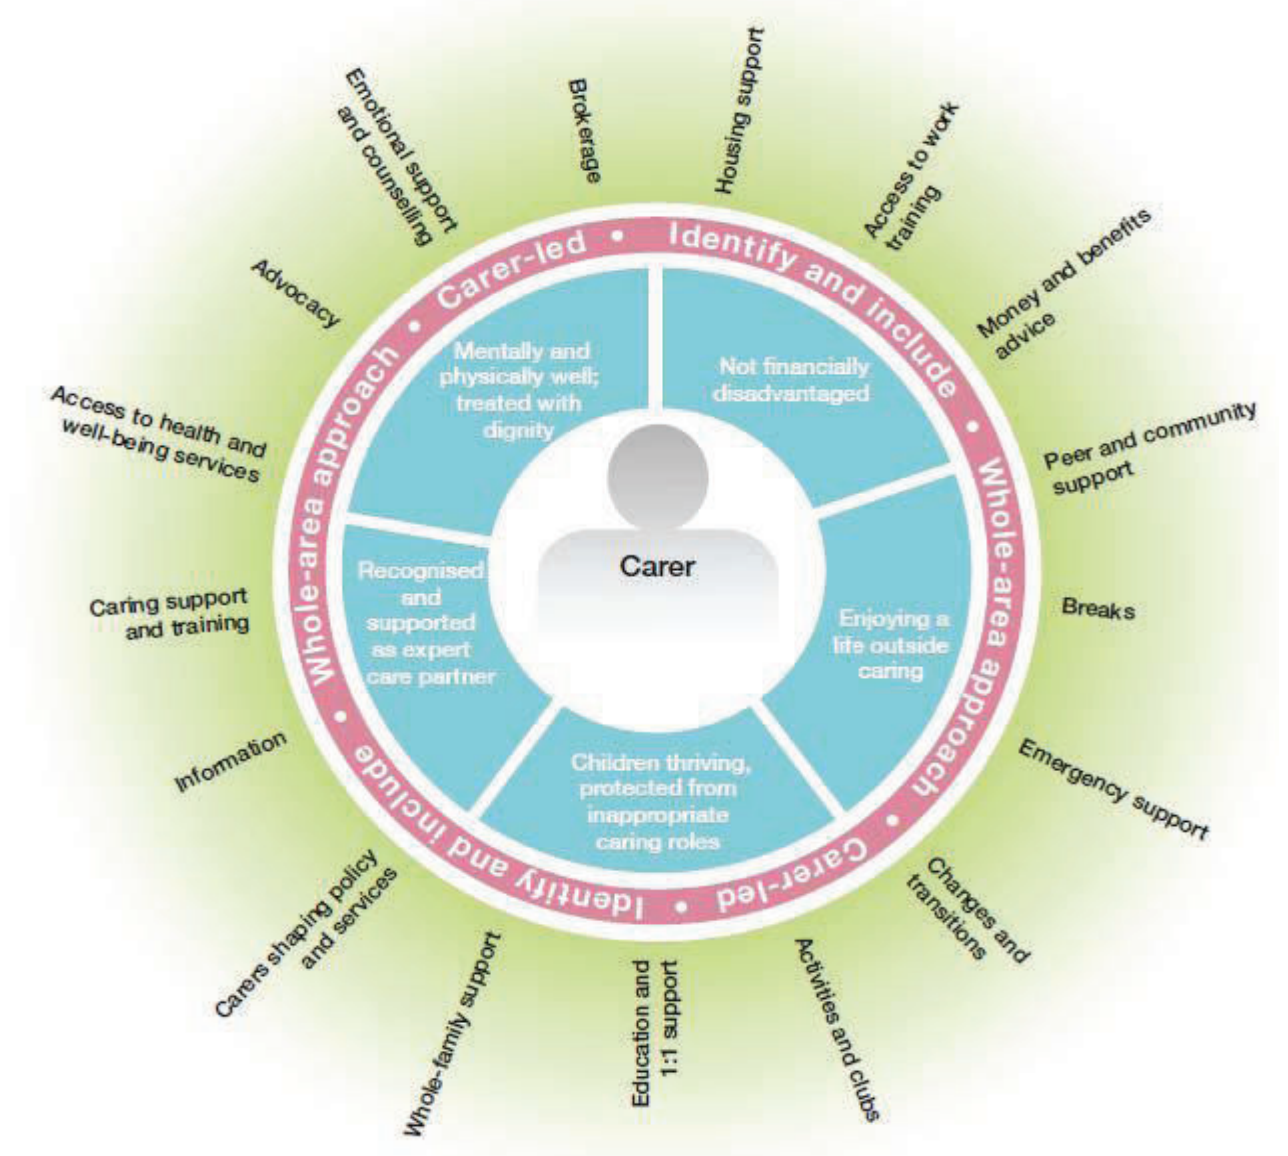 Housing support
Access to work
training
Money and benefits
advice
Peer and community
support
Breaks
Emergency support
Changes and
transitions
Activities and clubs
Education and
1:1 support
Whole-family support
Carers shaping policy
and services
Information
Caring support
and training
Access to health and
well-being services
Advocacy
Emotional support
and counselling
Brokerage
Identify and include • Whole-area approach • Carer-led • Identify and include • Whole-area approach • Carer-led •
Not financially
disadvantaged
Enjoying a
life outside
caring
Children thriving,
protected from
inappropriate
caring roles
Recognised
and
supported
as expert
care partner
Mentally and
physically well;
treated with
dignity
Carer